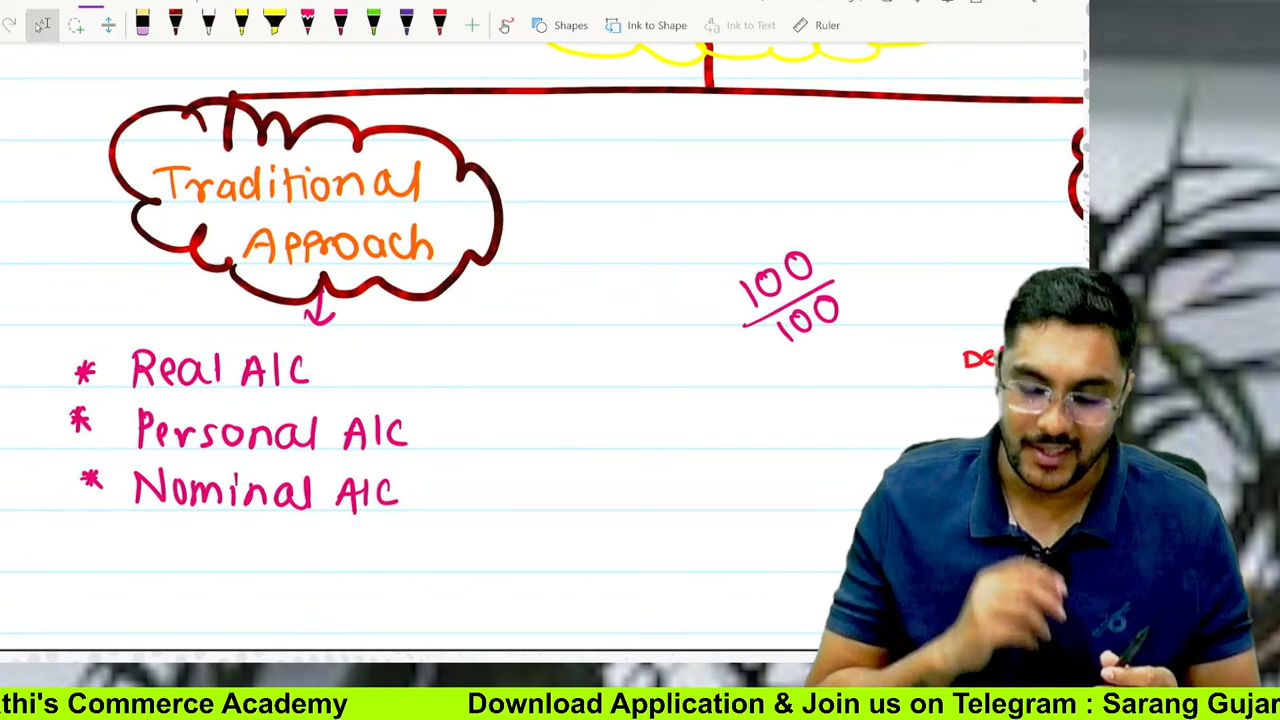 Shapes Ink to Shape Ink to Text Ruler
Traditional
Approach
100
100
* Real A/C
* Personal A/C
* Nominal A/C
thi's Commerce Academy Download Application & Join us on Telegram : Sarang Gujar